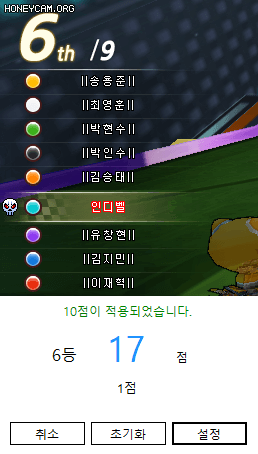 HONEYCAM.ORG
6th /9
||송용준||
||최영훈||
||박현수||
||박인수||
||김승태||
인디벨
||유창현||
||김지민||
||이재혁||
10점이 적용되었습니다.
6등 17 점
1점
취소 초기화 설정